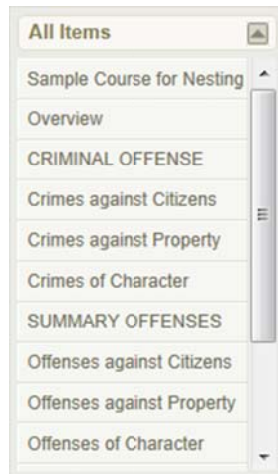 All Items
Sample Course for Nesting
Overview
CRIMINAL OFFENSE
Crimes against Citizens
Crimes against Property
Crimes of Character
SUMMARY OFFENSES
Offenses against Citizens
Offenses against Property
Offenses of Character